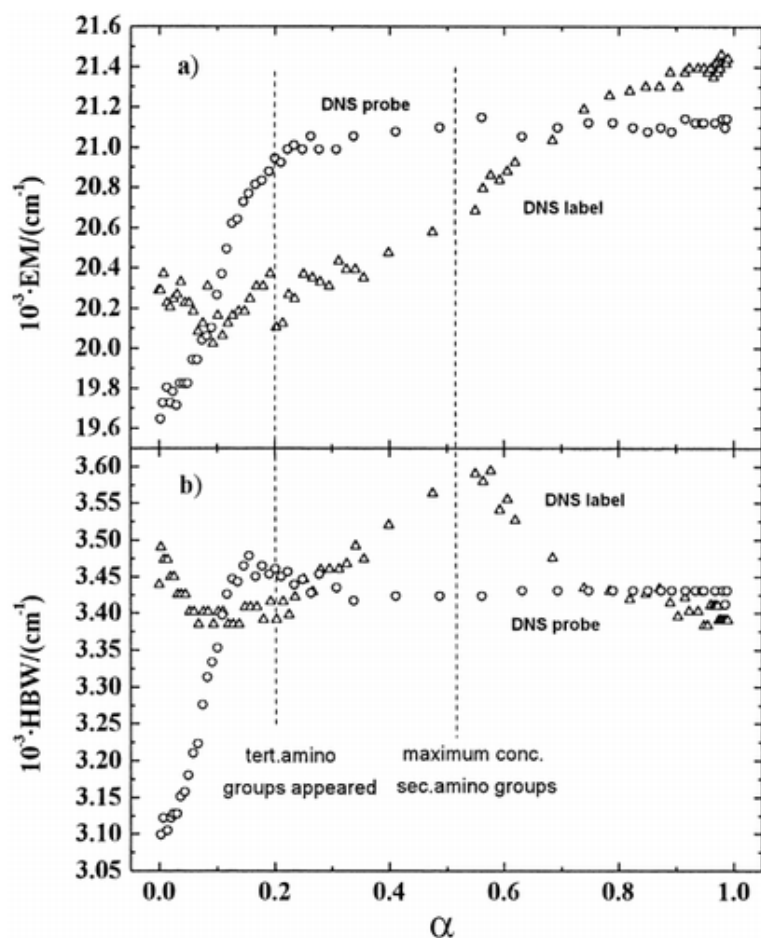 a)
DNS probe
DNS label
10⁻³·EM/(cm⁻¹)
21.6
21.4
21.2
21.0
20.8
20.6
20.4
20.2
20.0
19.8
19.6
b)
DNS label
DNS probe
10⁻³·HBW/(cm⁻¹)
3.60
3.55
3.50
3.45
3.40
3.35
3.30
3.25
3.20
3.15
3.10
3.05
tert.amino
groups appeared
maximum conc.
sec.amino groups
0.0 0.2 0.4 0.6 0.8 1.0
α